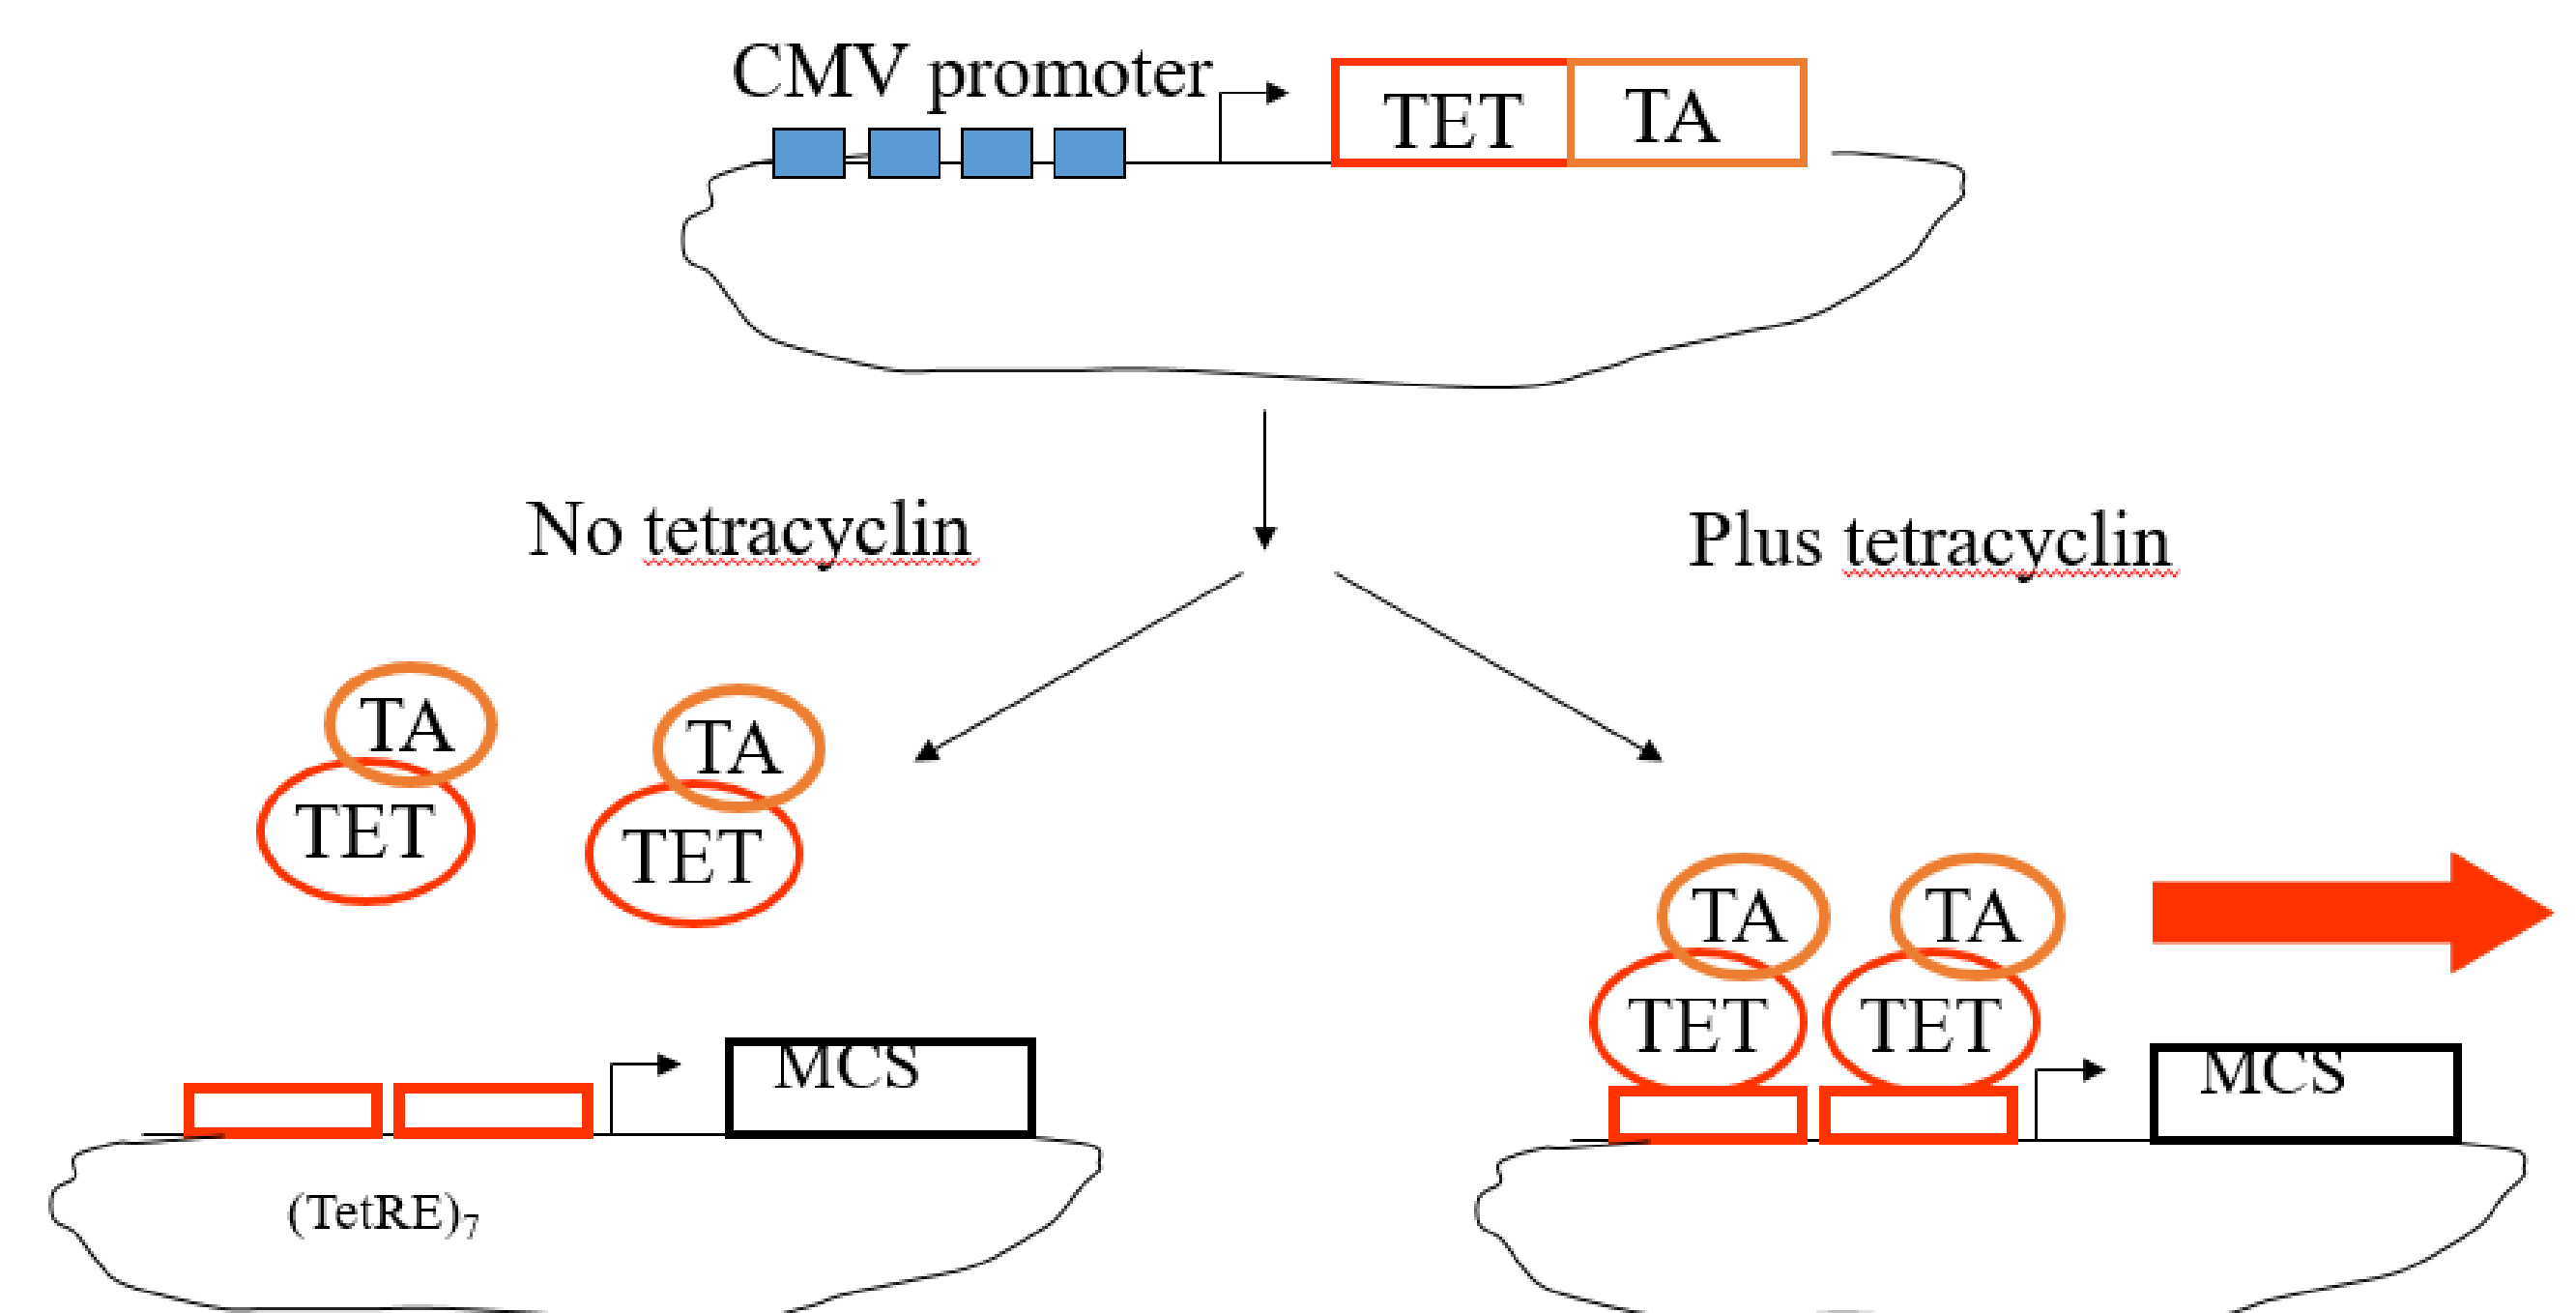 CMV promoter
TET TA
No tetracyclin
Plus tetracyclin
TA
TET
TA
TET
TA
TET
TA
TET
MCS
MCS
(TetRE)7